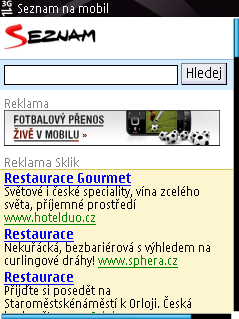 3G
Seznam na mobil
SEZNAM
Hledej
Reklama
FOTBALOVÝ PŘENOS
ŽIVĚ V MOBILU »
Reklama Sklik
Restaurace Gourmet
Světové i české speciality, vína zcelého
světa, příjemné prostředí
www.hotelduo.cz
Restaurace
Nekuřácká, bezbariérová s výhledem na
curlingové dráhy! www.sphera.cz
Restaurace
Přijďte si posedět na
Staroměstskénáměstí k Orloji. Česká